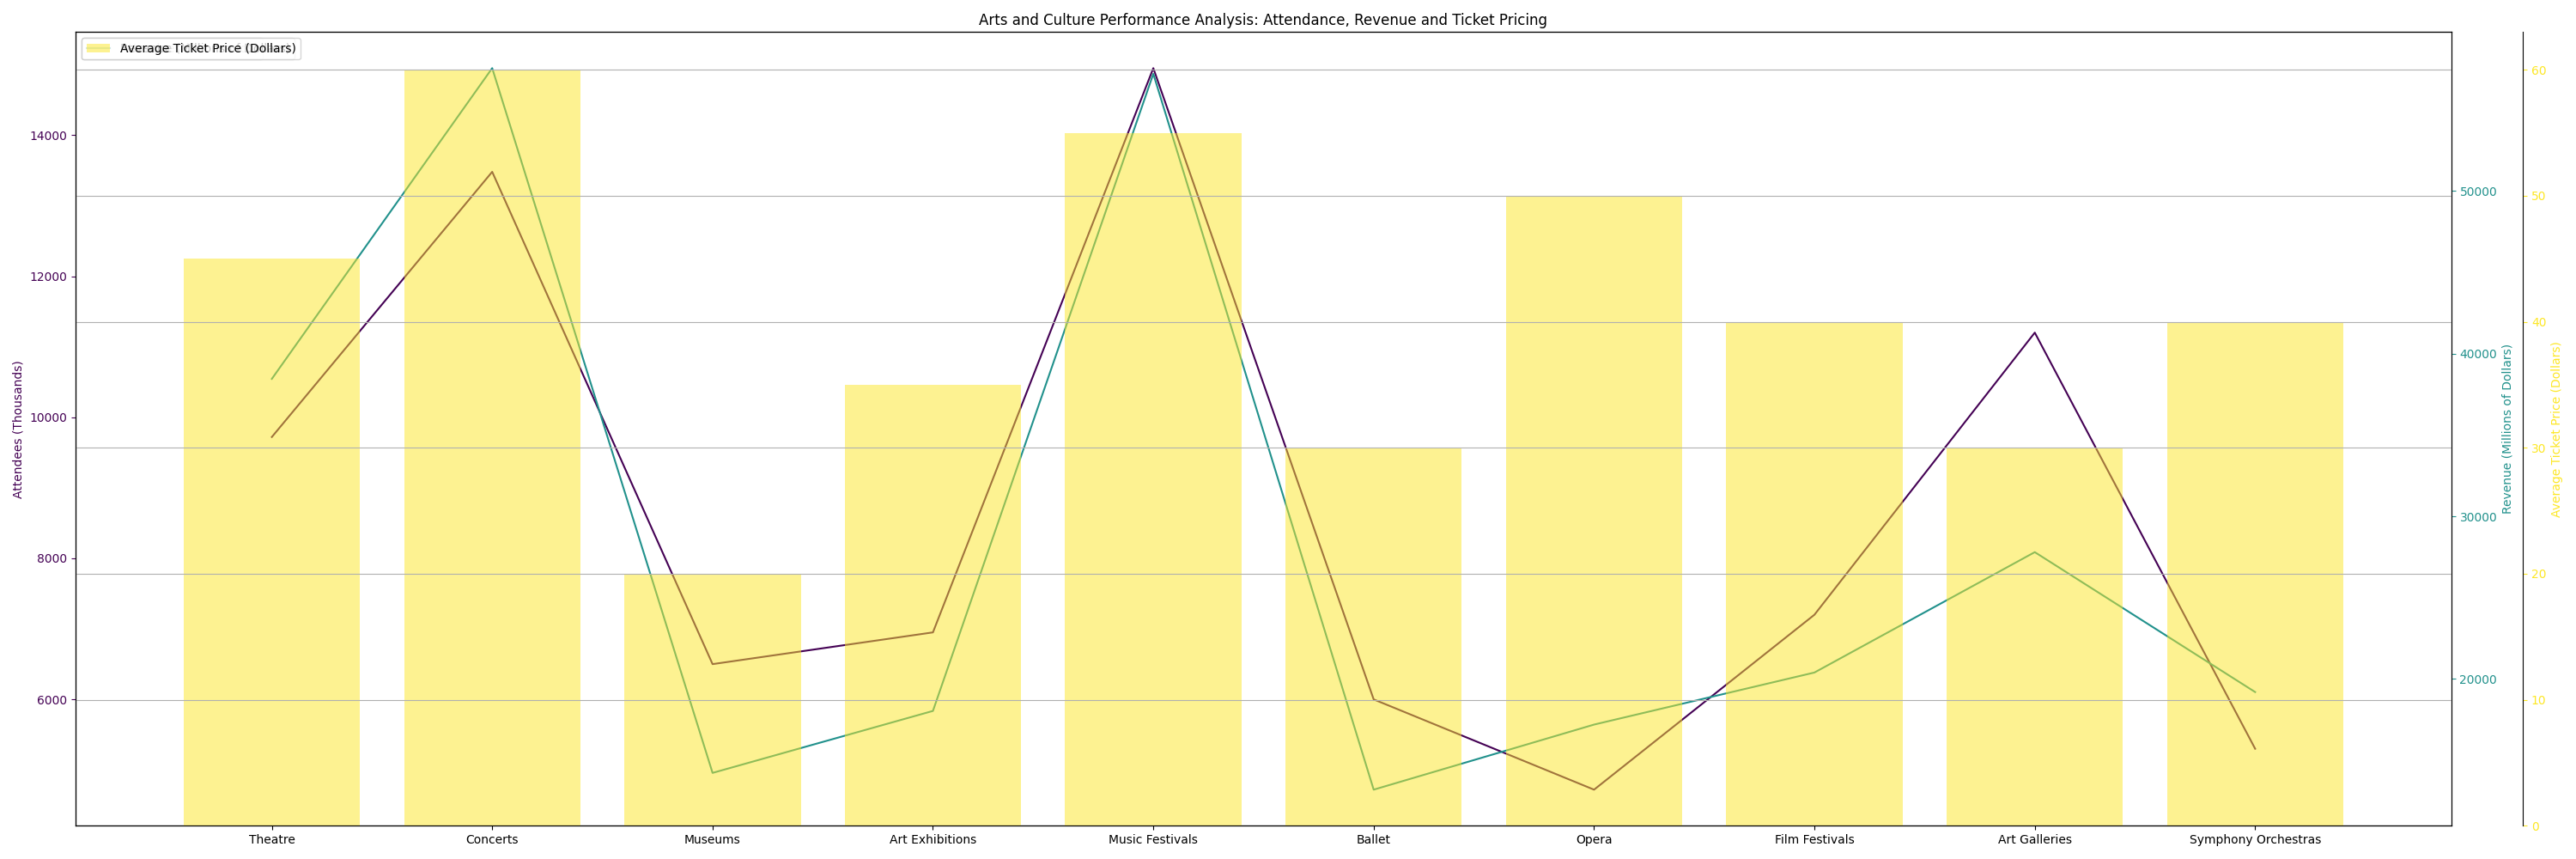 Arts and Culture Performance Analysis: Attendance, Revenue and Ticket Pricing
Average Ticket Price (Dollars)
Attendees (Thousands)
14000
12000
10000
8000
6000
50000
40000
30000
20000
Revenue (Millions of Dollars)
60
50
40
30
20
10
0
Average Ticket Price (Dollars)
Theatre Concerts Museums Art Exhibitions Music Festivals Ballet Opera Film Festivals Art Galleries Symphony Orchestras